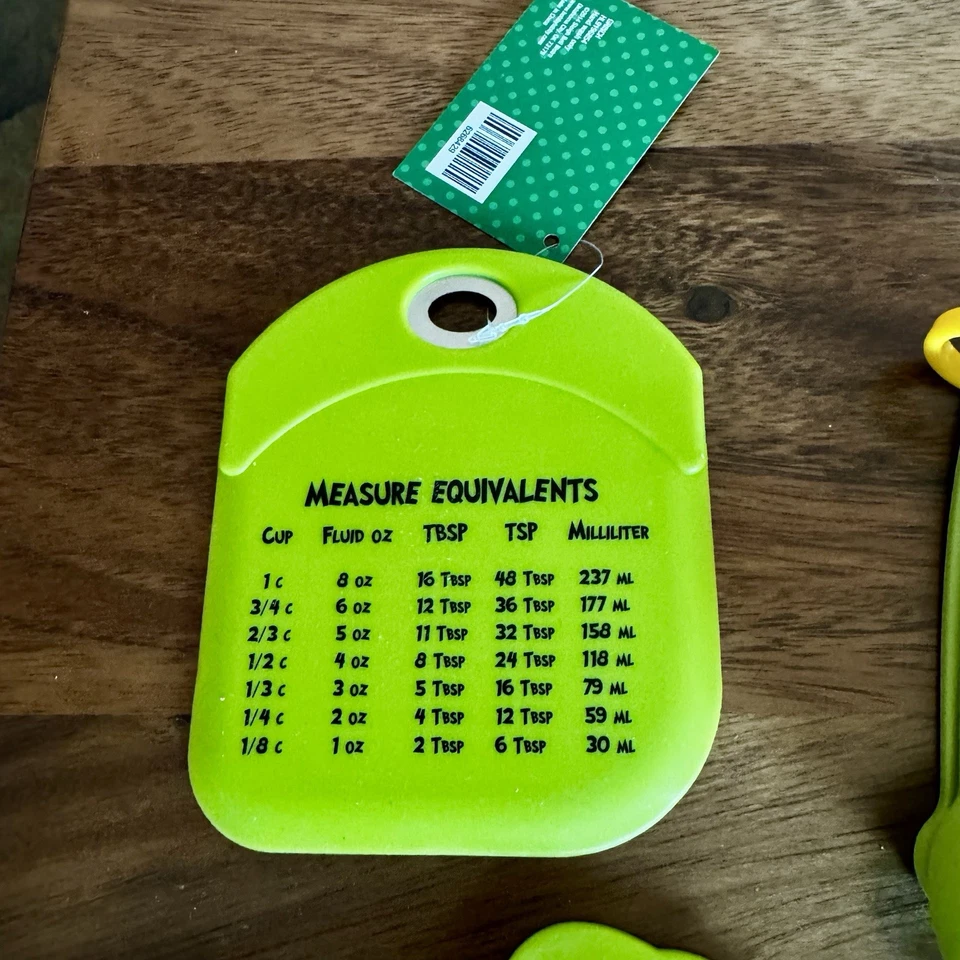 6266429
MEASURE EQUIVALENTS
CUP FLUID OZ TBSP TSP MILLILITER
1 C 8 OZ 16 TBSP 48 TBSP 237 ML
3/4 C 6 OZ 12 TBSP 36 TBSP 177 ML
2/3 C 5 OZ 11 TBSP 32 TBSP 158 ML
1/2 C 4 OZ 8 TBSP 24 TBSP 118 ML
1/3 C 3 OZ 5 TBSP 16 TBSP 79 ML
1/4 C 2 OZ 4 TBSP 12 TBSP 59 ML
1/8 C 1 OZ 2 TBSP 6 TBSP 30 ML